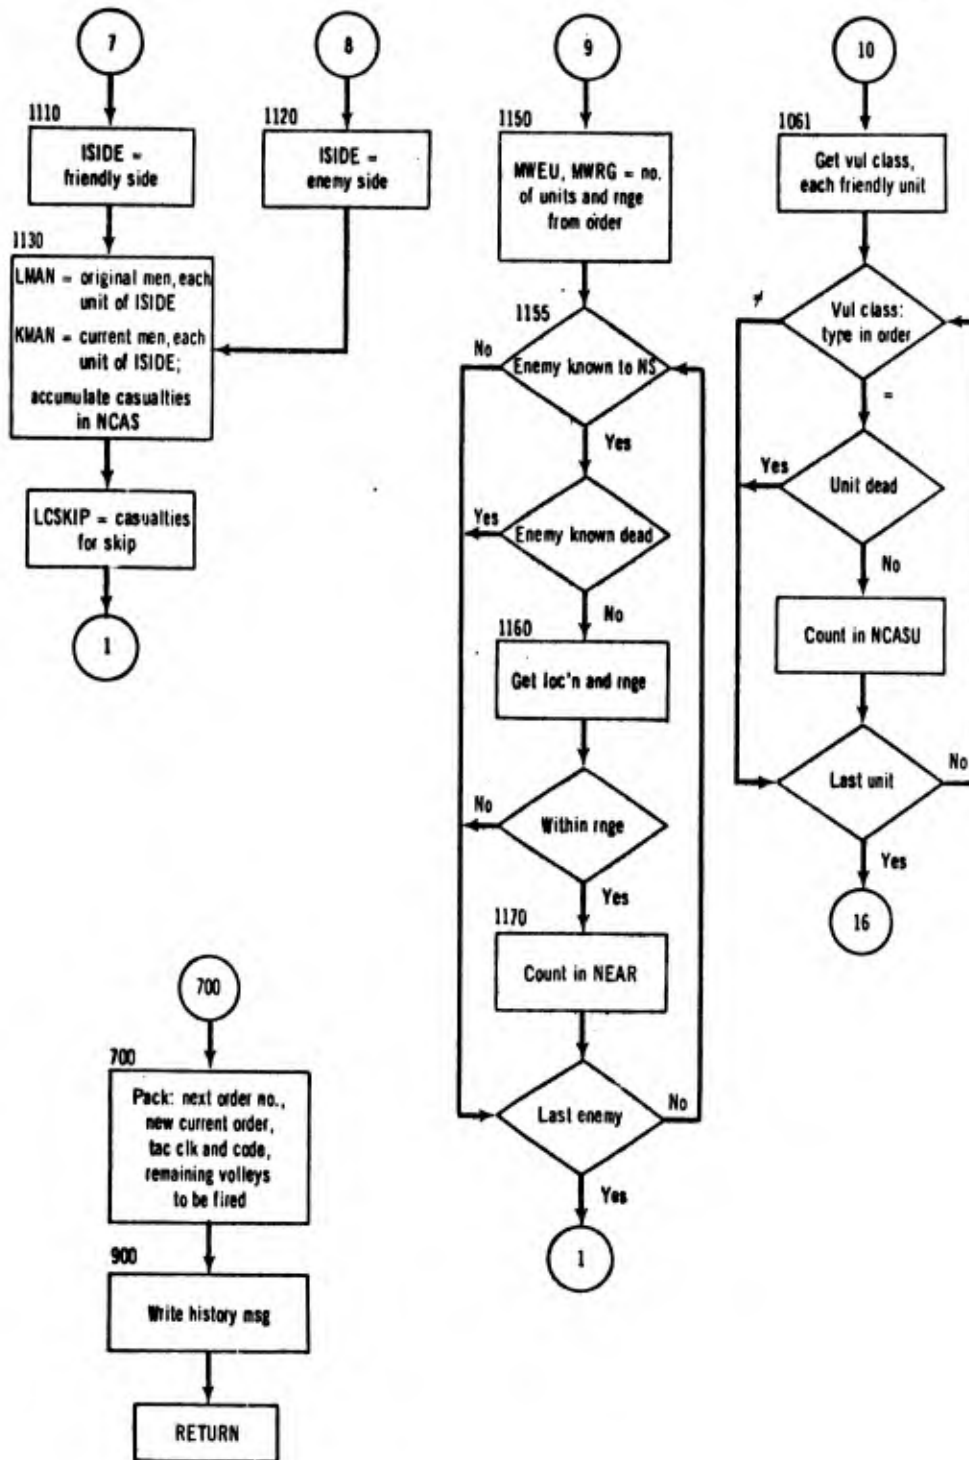 7
1110
ISIDE =
friendly side
1130
LMAN = original men, each
unit of ISIDE
KMAN = current men, each
unit of ISIDE;
accumulate casualties
in NCAS
LCSKIP = casualties
for skip
1
8
1120
ISIDE =
enemy side
9
1150
MWEU, MWRG = no.
of units and rnge
from order
1155
Enemy known to NS
No
Yes
Enemy known dead
Yes
No
1160
Get loc'n and rnge
Within rnge
No
Yes
1170
Count in NEAR
Last enemy
No
Yes
1
10
1061
Get vul class,
each friendly unit
Vul class:
type in order
≠
=
Unit dead
Yes
No
Count in NCASU
Last unit
No
Yes
16
700
700
Pack: next order no.,
new current order,
tac clk and code,
remaining volleys
to be fired
900
Write history msg
RETURN